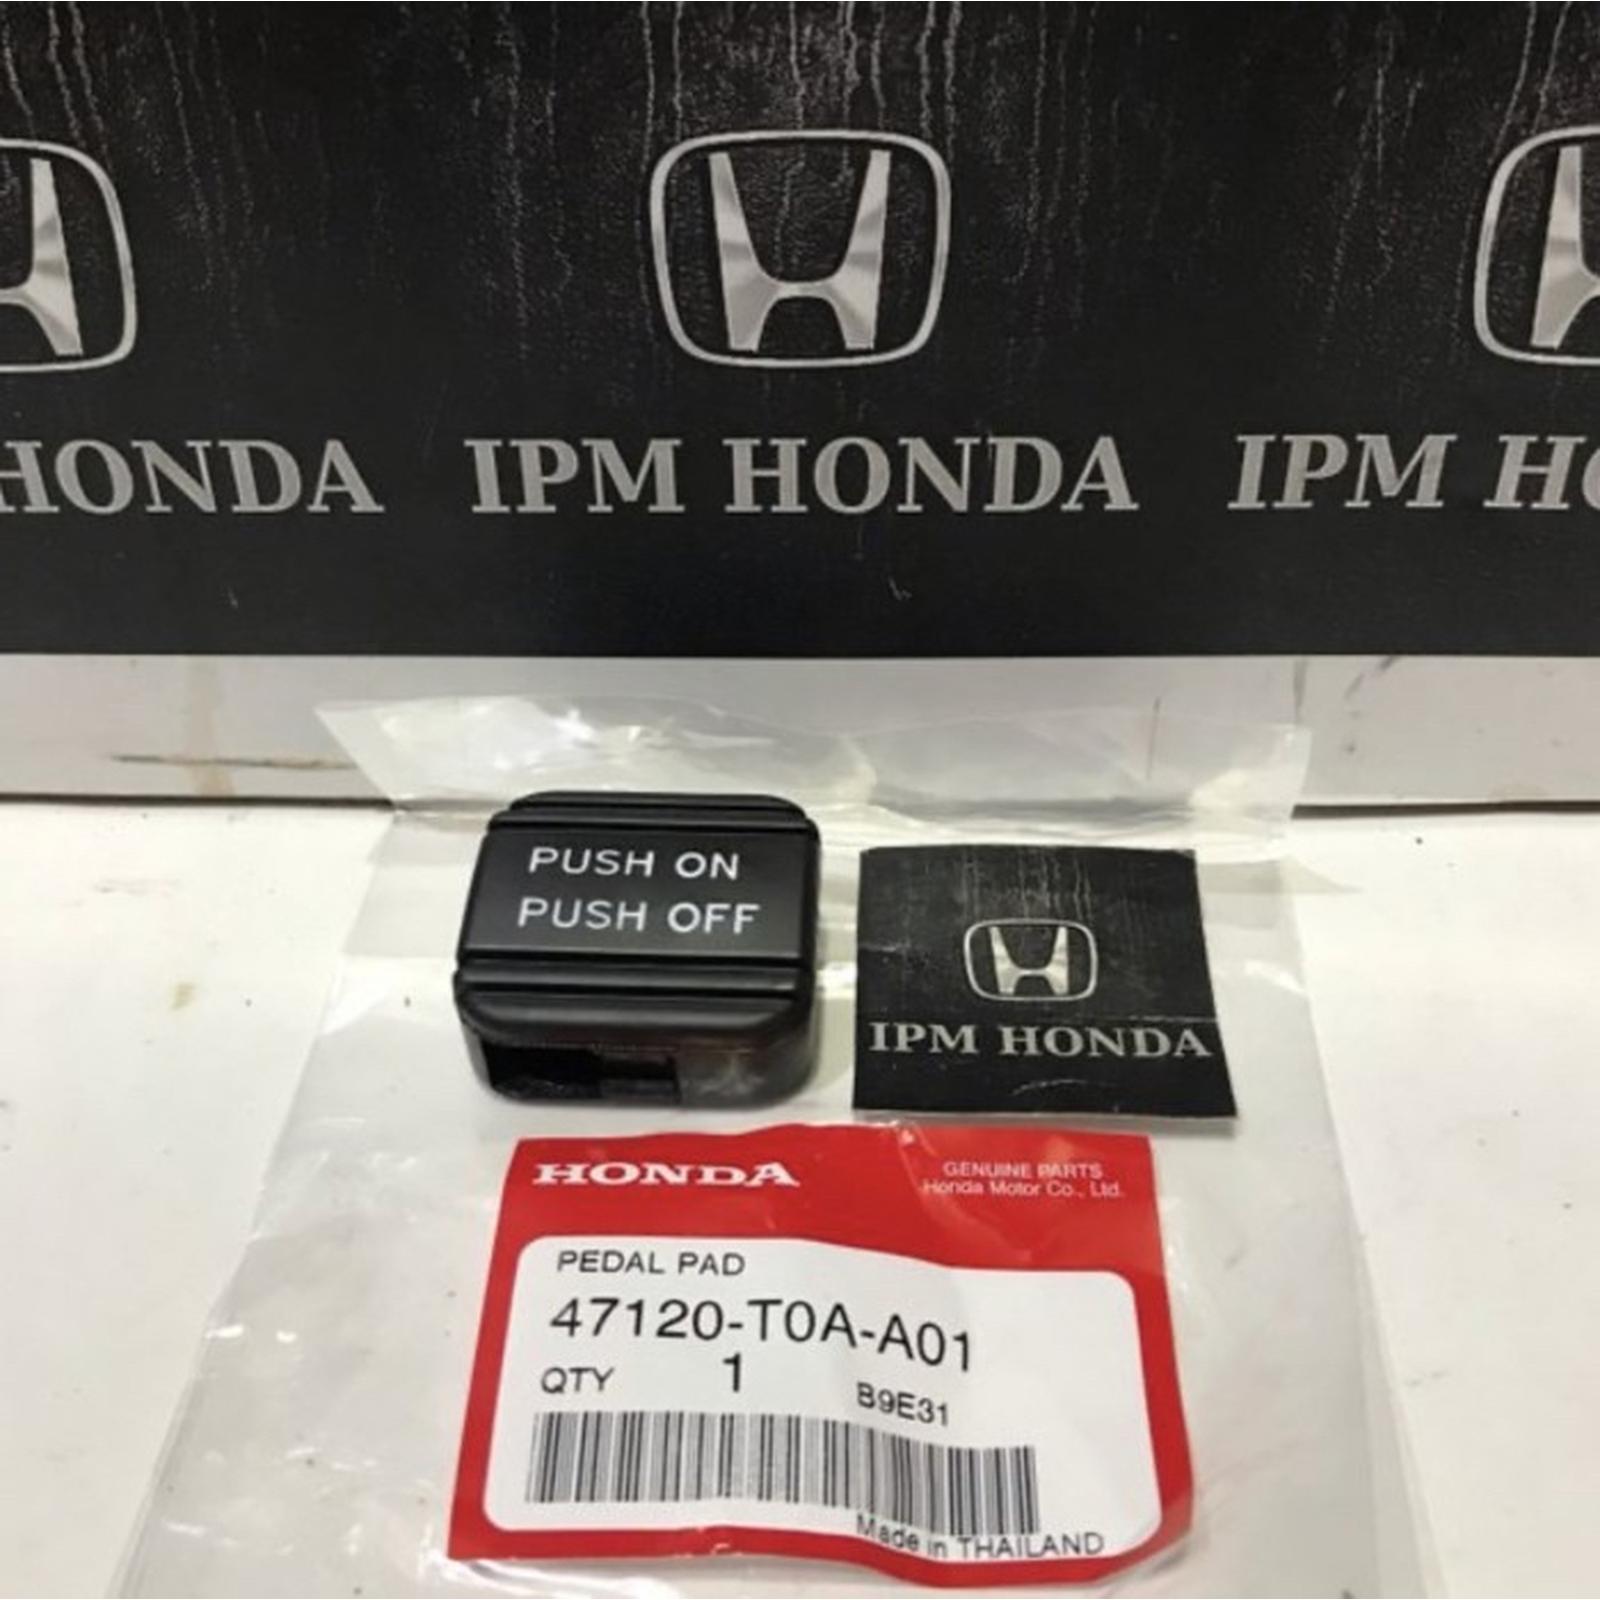 HONDA IPM HONDA IPM HO
PUSH ON
PUSH OFF
IPM HONDA
HONDA
GENUINE PARTS
Honda Motor Co., Ltd.
PEDAL PAD
47120-T0A-A01
QTY 1
B9E31
Made in THAILAND